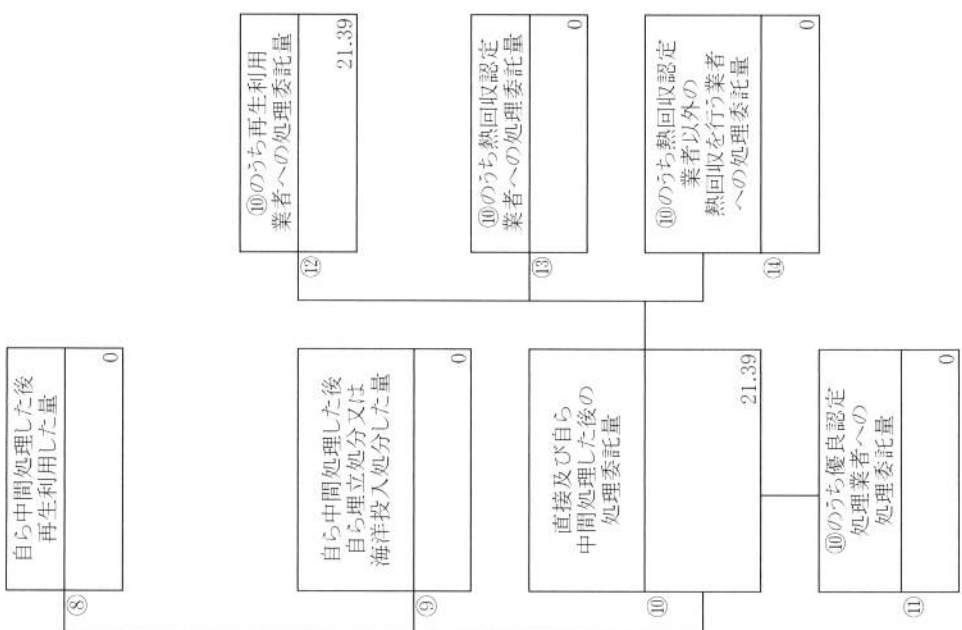 自ら中間処理した後
再生利用した量
⑧
0
自ら中間処理した後
自ら埋立処分又は
海洋投入処分した量
⑨
0
直接及び自ら
中間処理した後の
処理委託量
⑩
21.39
⑩のうち優良認定
処理業者への
処理委託量
⑪
0
⑩のうち再生利用
業者への処理委託量
⑫
21.39
⑩のうち熱回収認定
業者への処理委託量
⑬
0
⑩のうち熱回収認定
業者以外の
熱回収を行う業者
への処理委託量
⑭
0